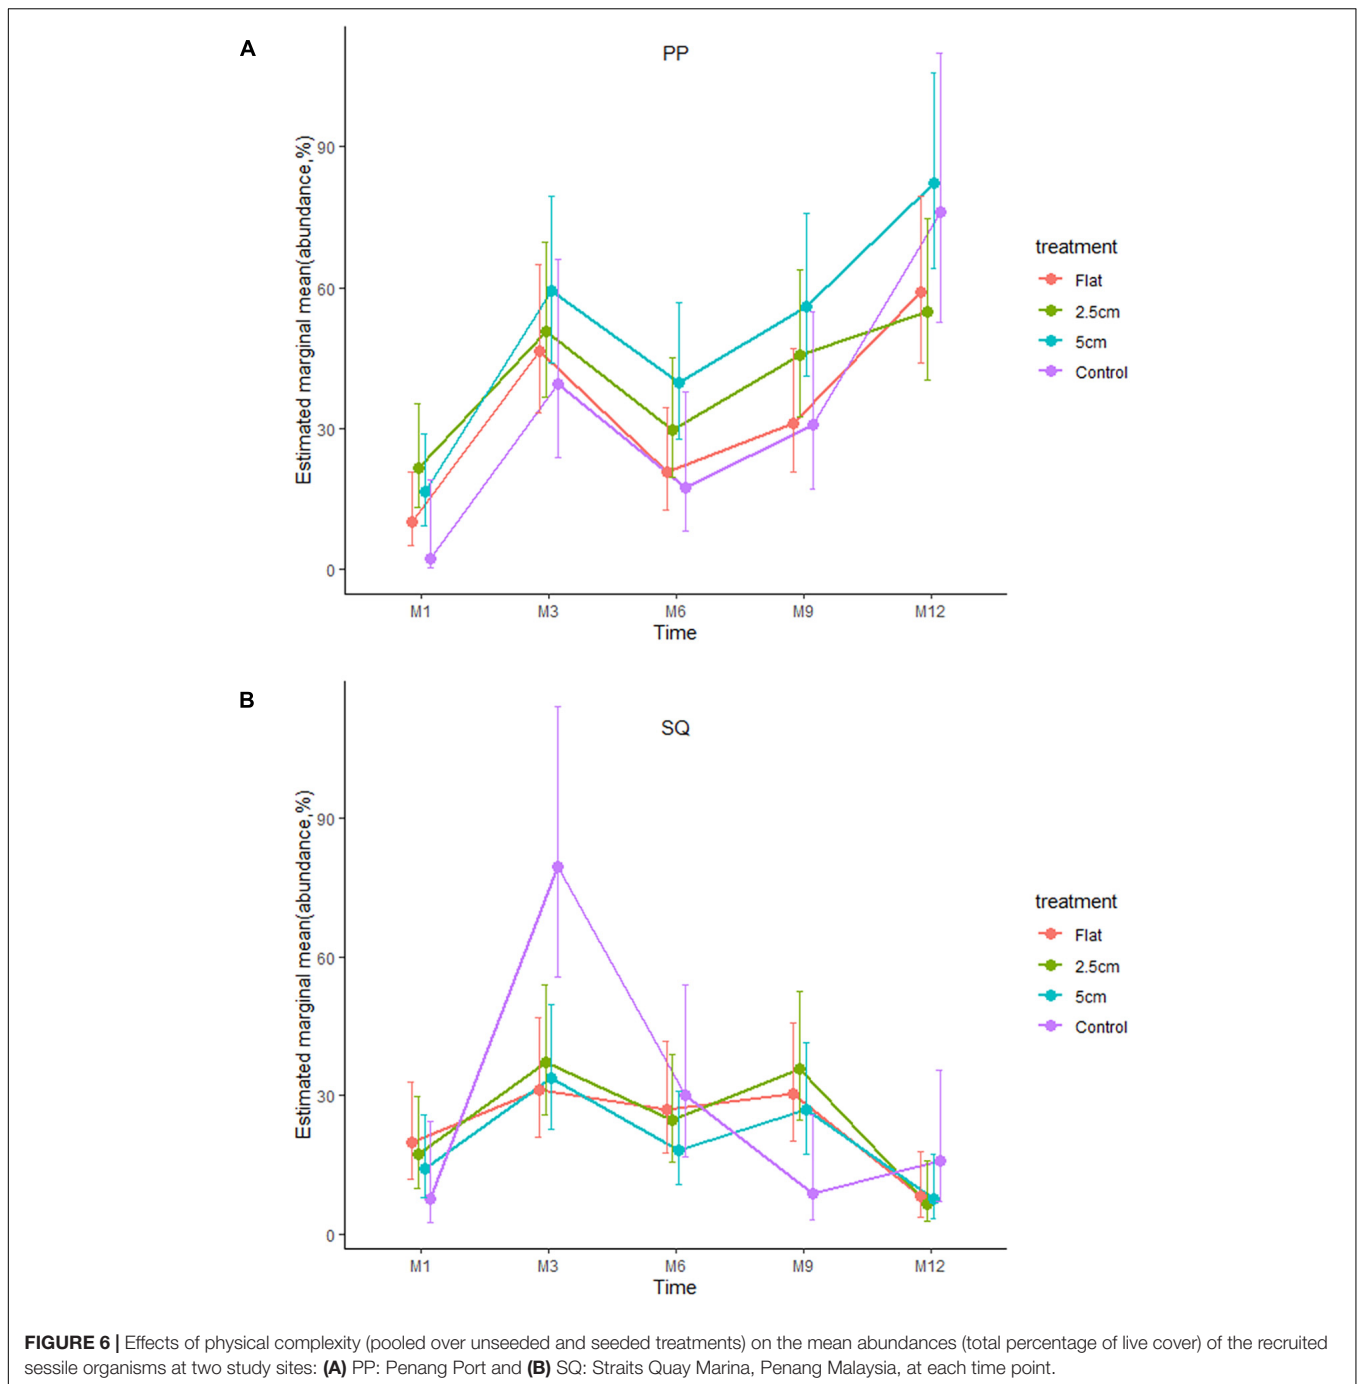 A
PP
Estimated marginal mean(abundance,%)
90
60
30
0
M1 M3 M6 M9 M12
Time
treatment
Flat
2.5cm
5cm
Control
B
SQ
Estimated marginal mean(abundance,%)
90
60
30
0
M1 M3 M6 M9 M12
Time
treatment
Flat
2.5cm
5cm
Control
FIGURE 6 | Effects of physical complexity (pooled over unseeded and seeded treatments) on the mean abundances (total percentage of live cover) of the recruited
sessile organisms at two study sites: (A) PP: Penang Port and (B) SQ: Straits Quay Marina, Penang Malaysia, at each time point.